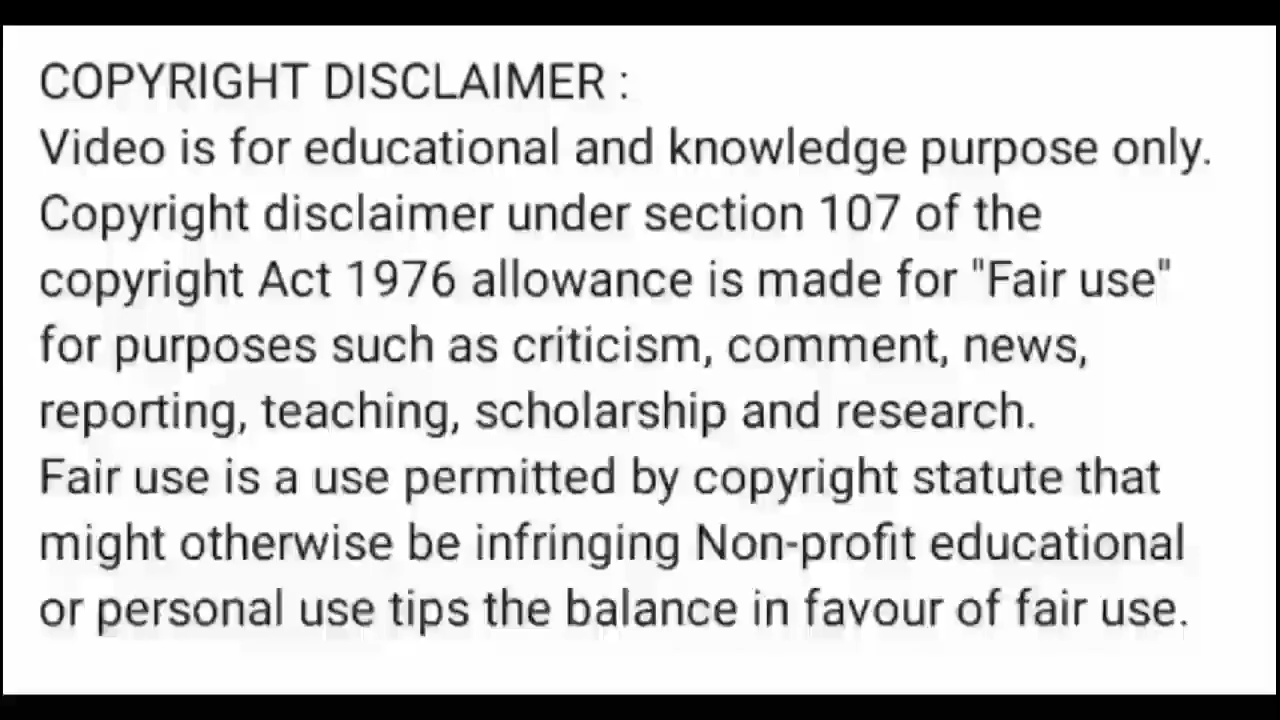 COPYRIGHT DISCLAIMER :
Video is for educational and knowledge purpose only.
Copyright disclaimer under section 107 of the
copyright Act 1976 allowance is made for "Fair use"
for purposes such as criticism, comment, news,
reporting, teaching, scholarship and research.
Fair use is a use permitted by copyright statute that
might otherwise be infringing Non-profit educational
or personal use tips the balance in favour of fair use.